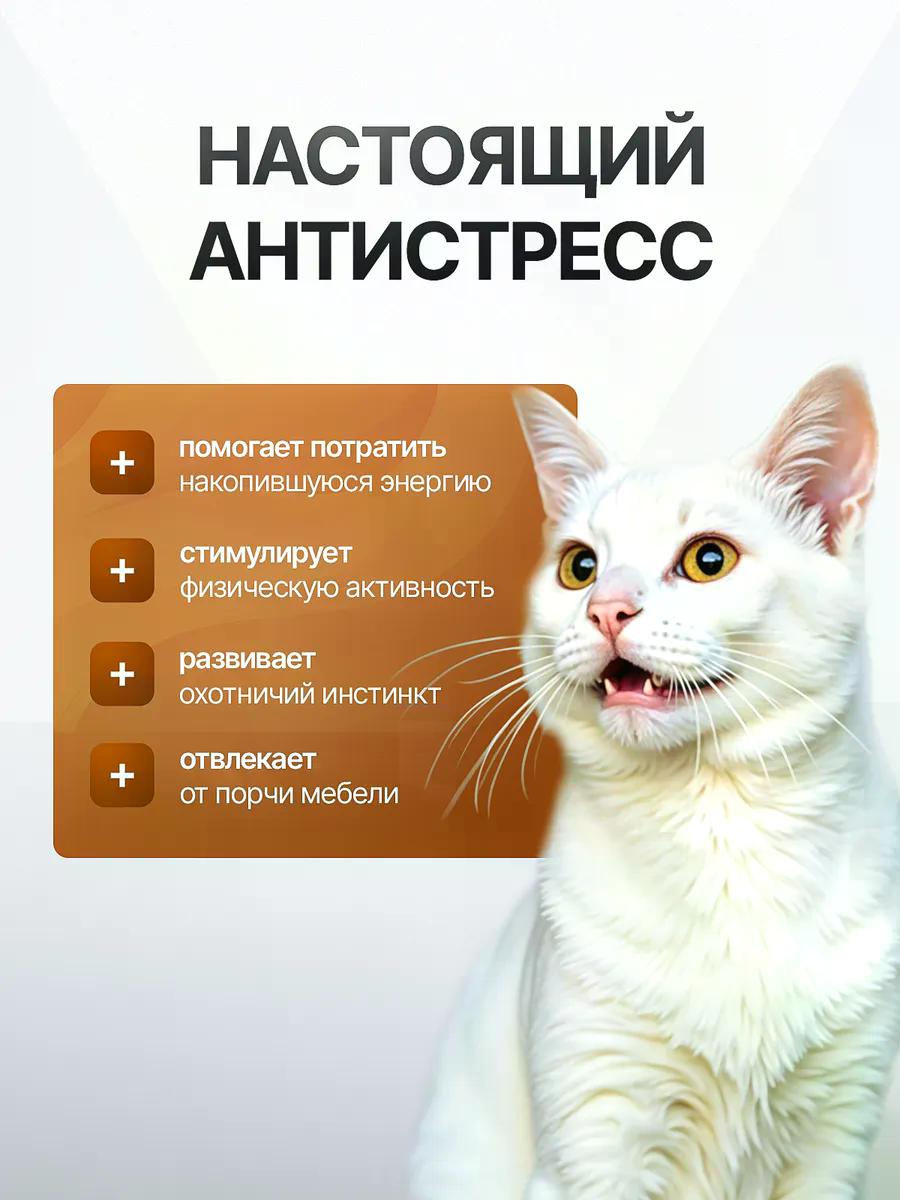 НАСТОЯЩИЙ
АНТИСТРЕСС
+ помогает потратить
накопившуюся энергию
+ стимулирует
физическую активность
+ развивает
охотничий инстинкт
+ отвлекает
от порчи мебели